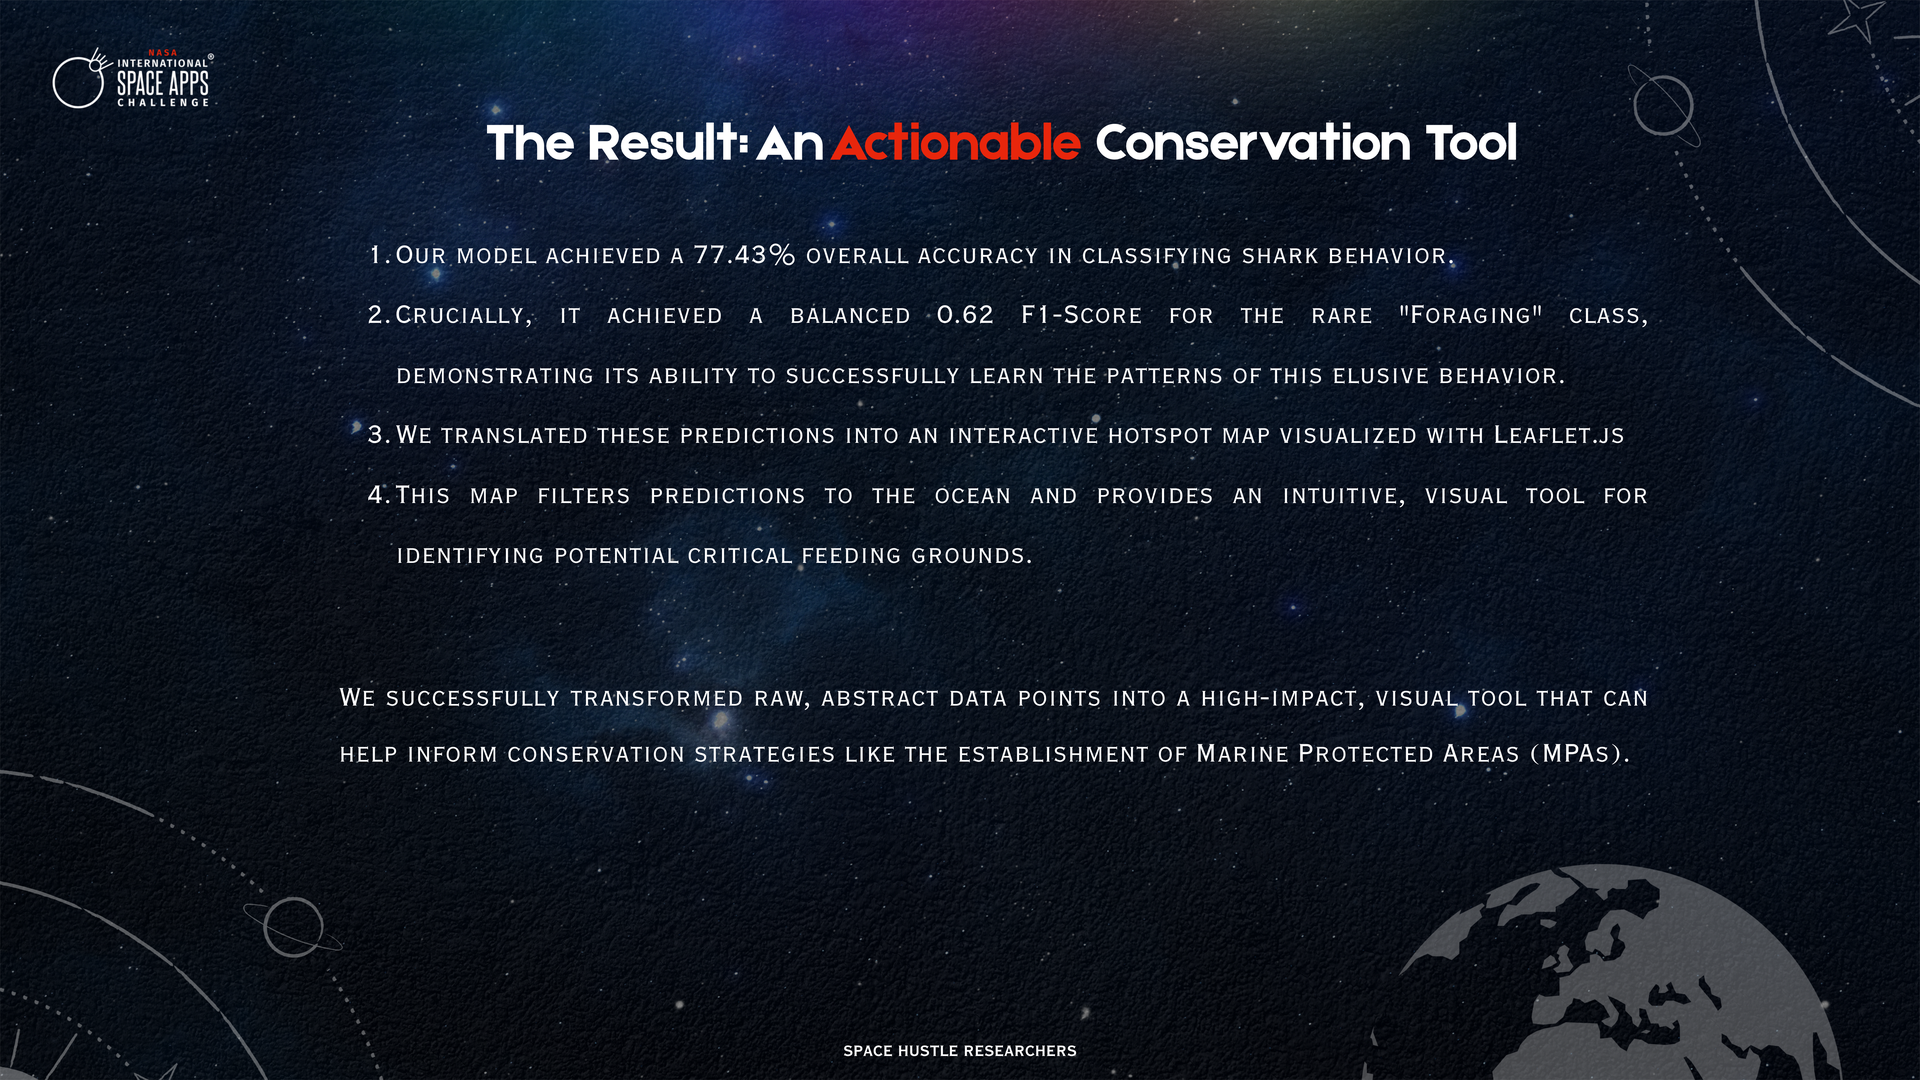 NASA
INTERNATIONAL®
SPACE APPS
CHALLENGE
The Result: An Actionable Conservation Tool
1. Our model achieved a 77.43% overall accuracy in classifying shark behavior.
2. Crucially, it achieved a balanced 0.62 F1-Score for the rare "Foraging" class,
demonstrating its ability to successfully learn the patterns of this elusive behavior.
3. We translated these predictions into an interactive hotspot map visualized with Leaflet.js
4. This map filters predictions to the ocean and provides an intuitive, visual tool for
identifying potential critical feeding grounds.
We successfully transformed raw, abstract data points into a high-impact, visual tool that can
help inform conservation strategies like the establishment of Marine Protected Areas (MPAs).
SPACE HUSTLE RESEARCHERS